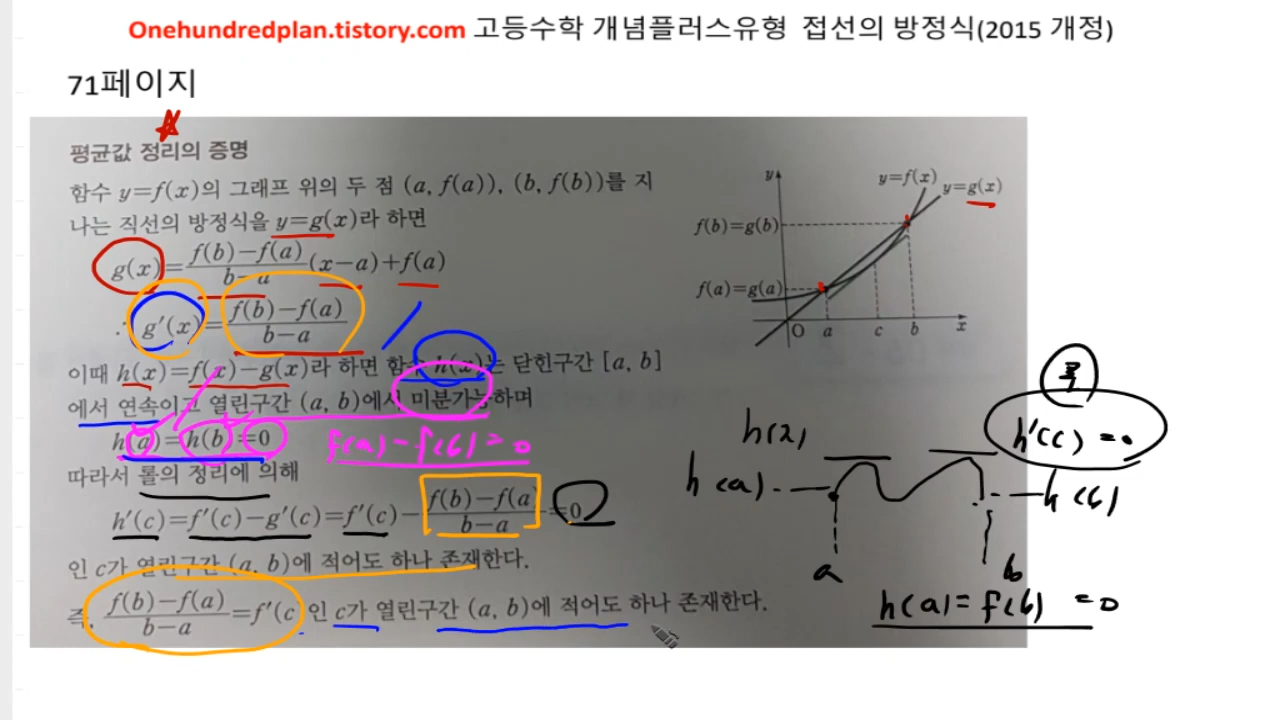 Onehundredplan.tistory.com 고등수학 개념플러스유형 접선의 방정식(2015 개정)
71페이지
평균값 정리의 증명
함수 y=f(x)의 그래프 위의 두 점 (a, f(a)), (b, f(b))를 지
나는 직선의 방정식을 y=g(x)라 하면
g(x)=\frac{f(b)-f(a)}{b-a}(x-a)+f(a)
∴ g'(x)=\frac{f(b)-f(a)}{b-a}
이때 h(x)=f(x)-g(x)라 하면 함수 h(x)는 닫힌구간 [a, b]
에서 연속이고 열린구간 (a, b)에서 미분가능하며
h(a)=h(b)=0
f(a)-f(b)=0
따라서 롤의 정리에 의해
h'(c)=f'(c)-g'(c)=f'(c)-\frac{f(b)-f(a)}{b-a}=0
인 c가 열린구간 (a, b)에 적어도 하나 존재한다.
즉, \frac{f(b)-f(a)}{b-a}=f'(c)인 c가 열린구간 (a, b)에 적어도 하나 존재한다.
y
y=f(x)
y=g(x)
f(b)=g(b)
f(a)=g(a)
O a c b x
롤
h'(c)=0
h(x)
h(a)
h(b)
a
b
h(a)=f(b)=0